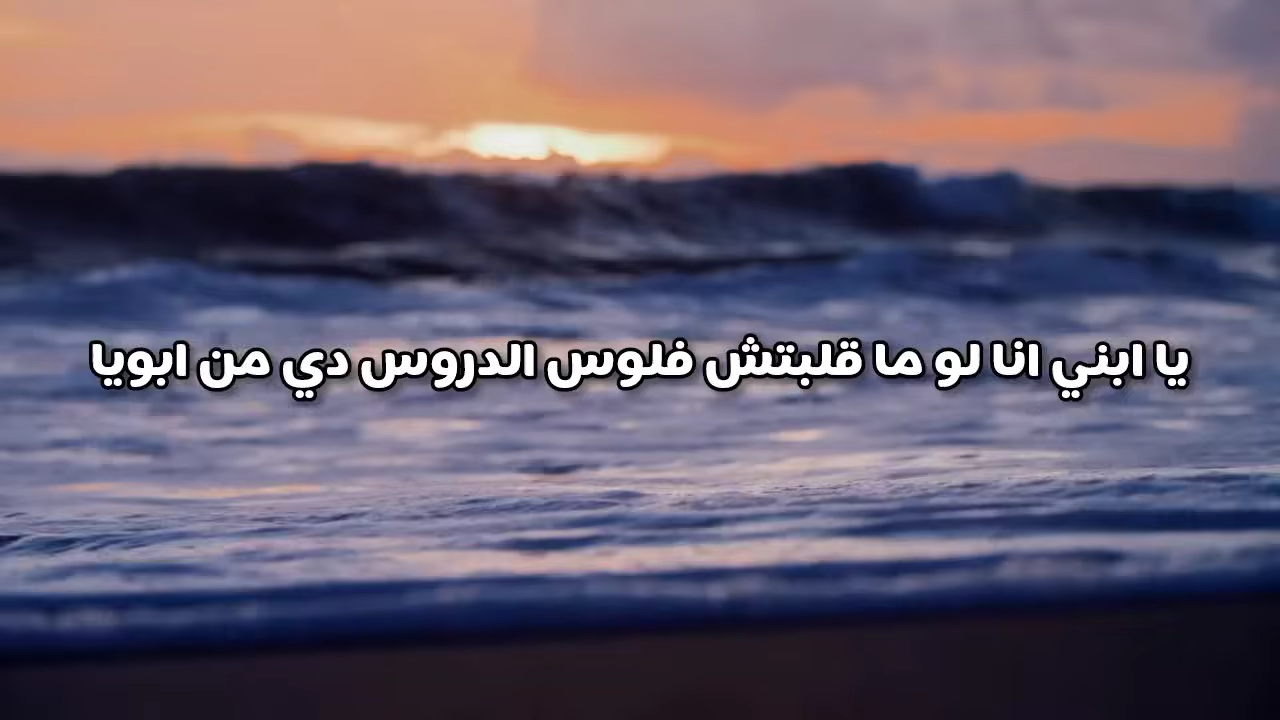 يا ابني انا لو ما قلبتش فلوس الدروس دي من ابويا